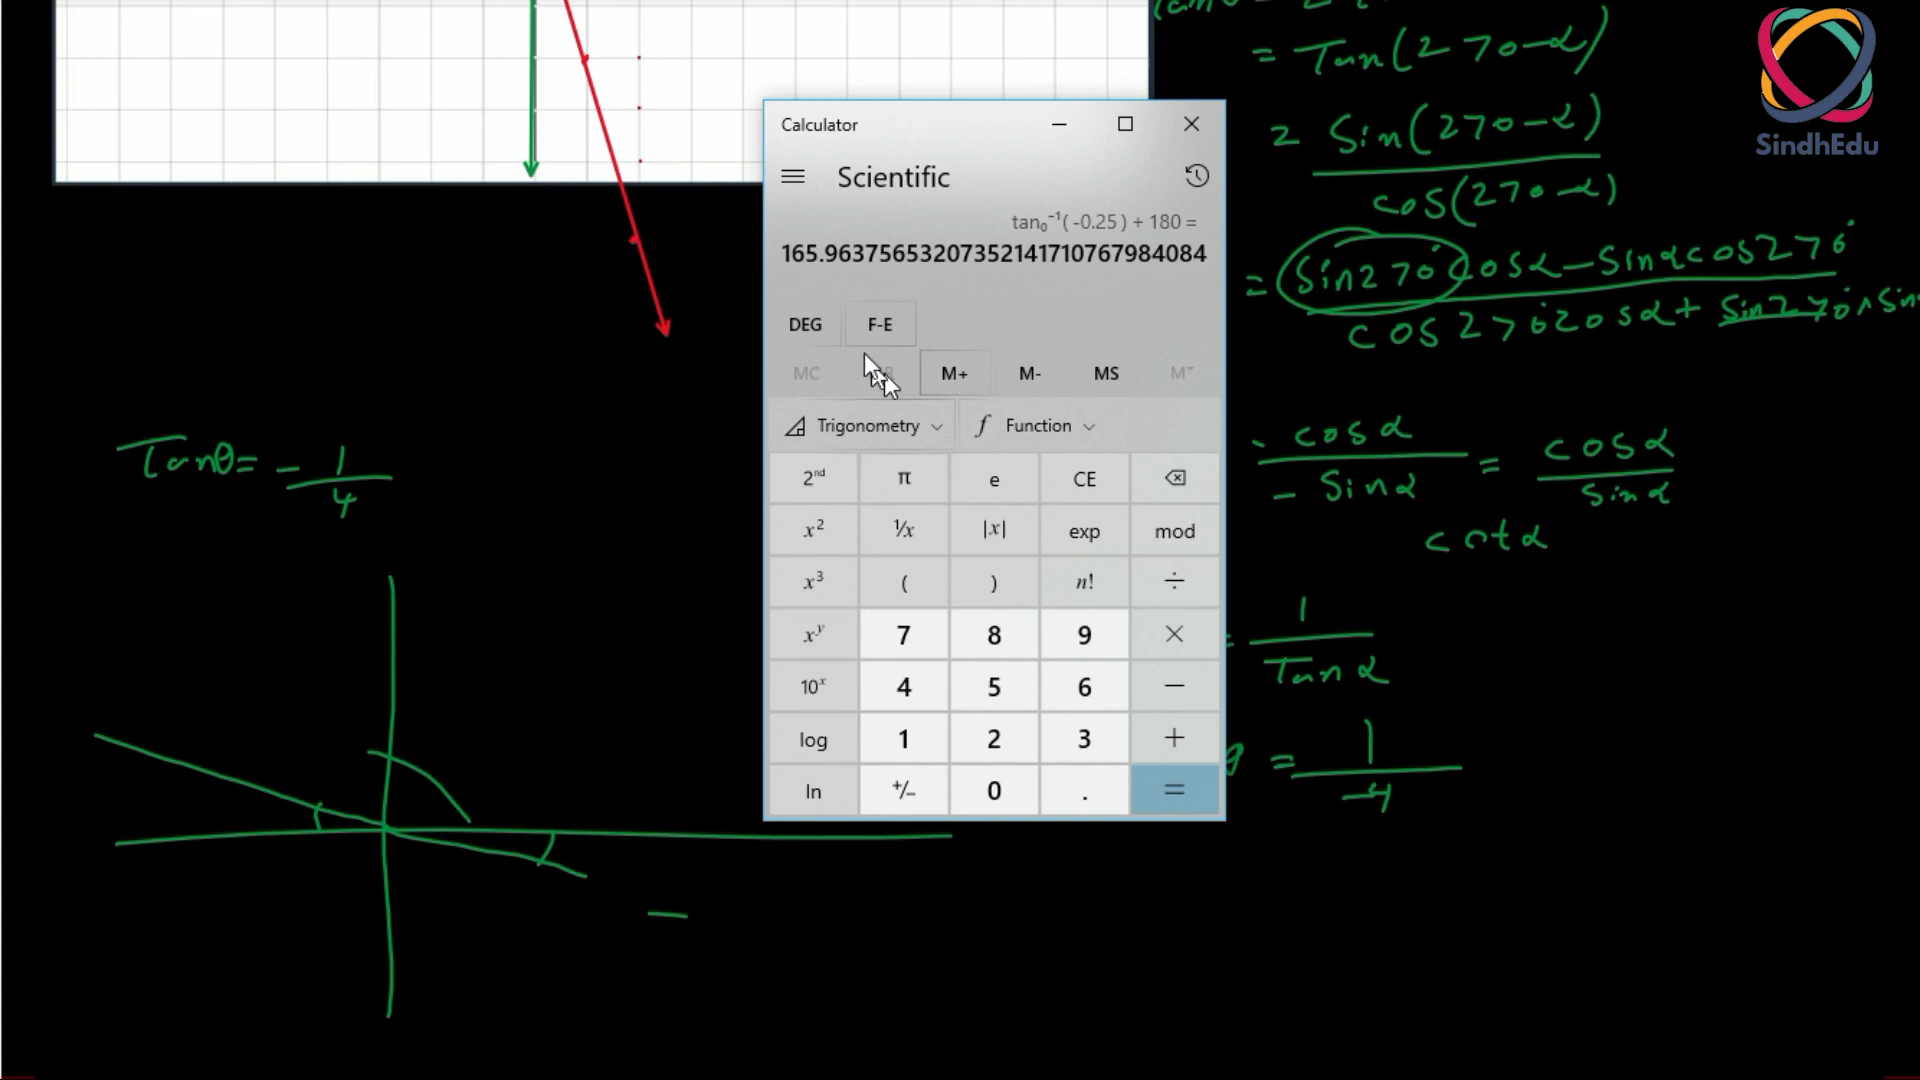 = Tan(270-α)
= Sin(270-α)
cos(270-α)
= Sin270° cosα - Sinα cos270°
cos270° cosα + Sin270° Sin
- cosα = cosα
- Sinα Sinα
cotα
= 1
Tanα
θ = 1
-4
Tanθ = - 1
4
SindhEdu
Calculator
Scientific
tan₀⁻¹( -0.25 ) + 180 =
165.96375653207352141710767984084
DEG F-E
MC M+ M- MS M˅
Trigonometry f Function
2ⁿᵈ π e CE
x² ¹/x |x| exp mod
x³ ( ) n! ÷
xʸ 7 8 9 ×
10ˣ 4 5 6 −
log 1 2 3 +
ln +/− 0 . =